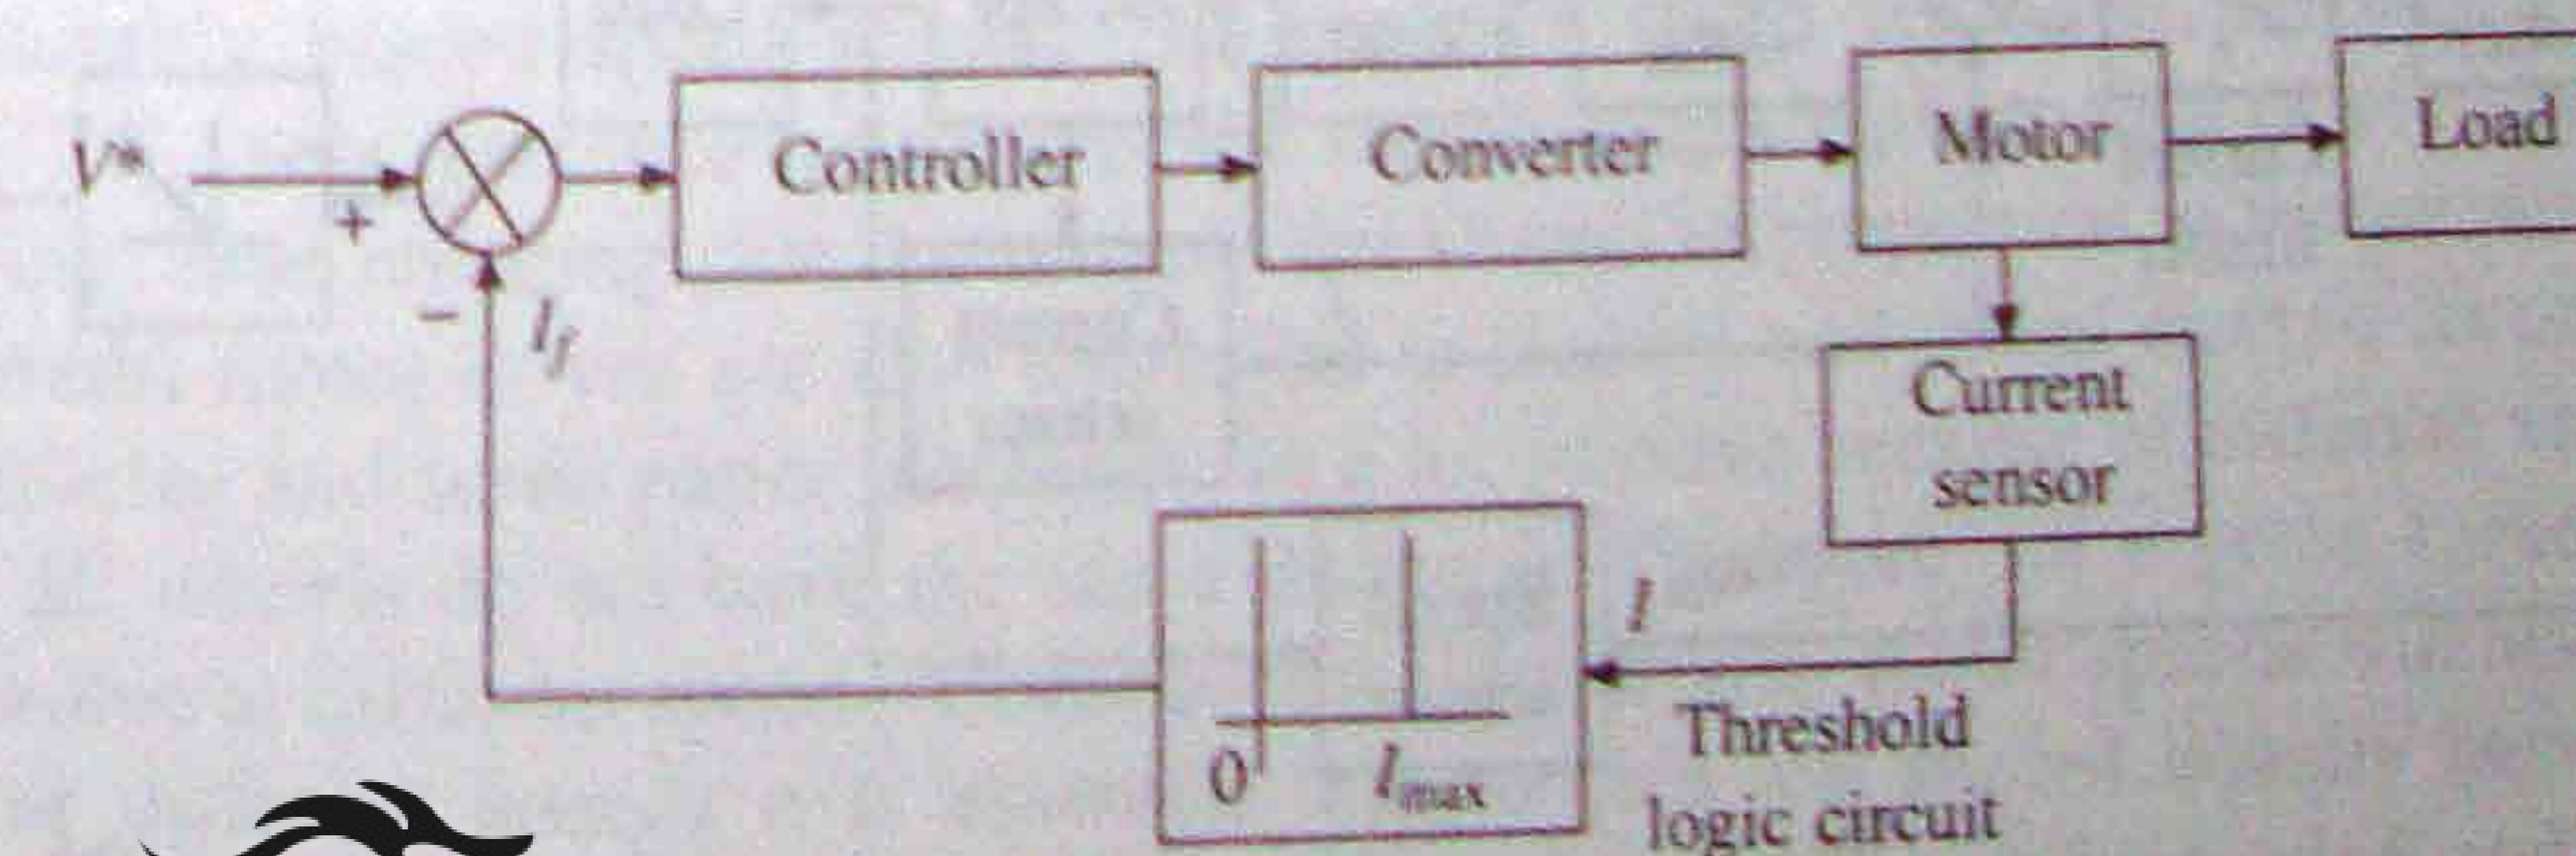 V*
+
−
I_f
Controller
Converter
Motor
Load
Current
sensor
I
Threshold
logic circuit
0
I_max